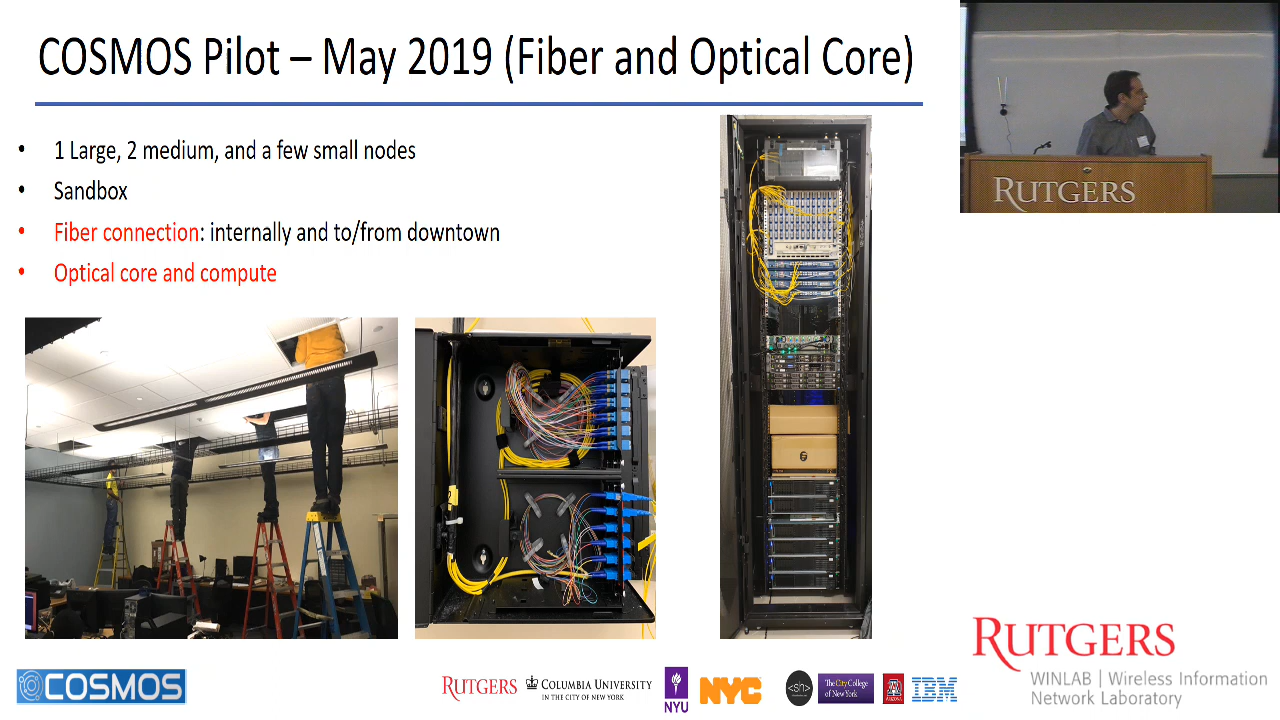 COSMOS Pilot – May 2019 (Fiber and Optical Core)
• 1 Large, 2 medium, and a few small nodes
• Sandbox
• Fiber connection: internally and to/from downtown
• Optical core and compute
RUTGERS
COSMOS
RUTGERS
COLUMBIA UNIVERSITY
IN THE CITY OF NEW YORK
NYU
NYC
<sh>
The City College
of New York
ARIZONA
IBM
RUTGERS
WINLAB | Wireless Information
Network Laboratory